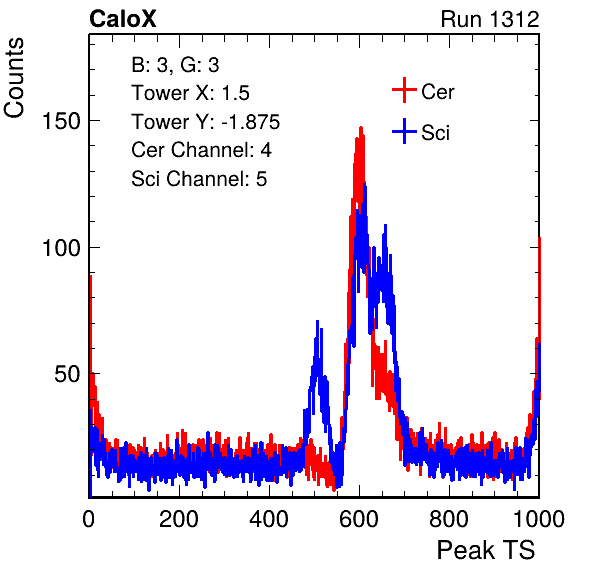 CaloX Run 1312
Counts
B: 3, G: 3
Tower X: 1.5
Tower Y: -1.875
Cer Channel: 4
Sci Channel: 5
Cer
Sci
150
100
50
0 200 400 600 800 1000
Peak TS